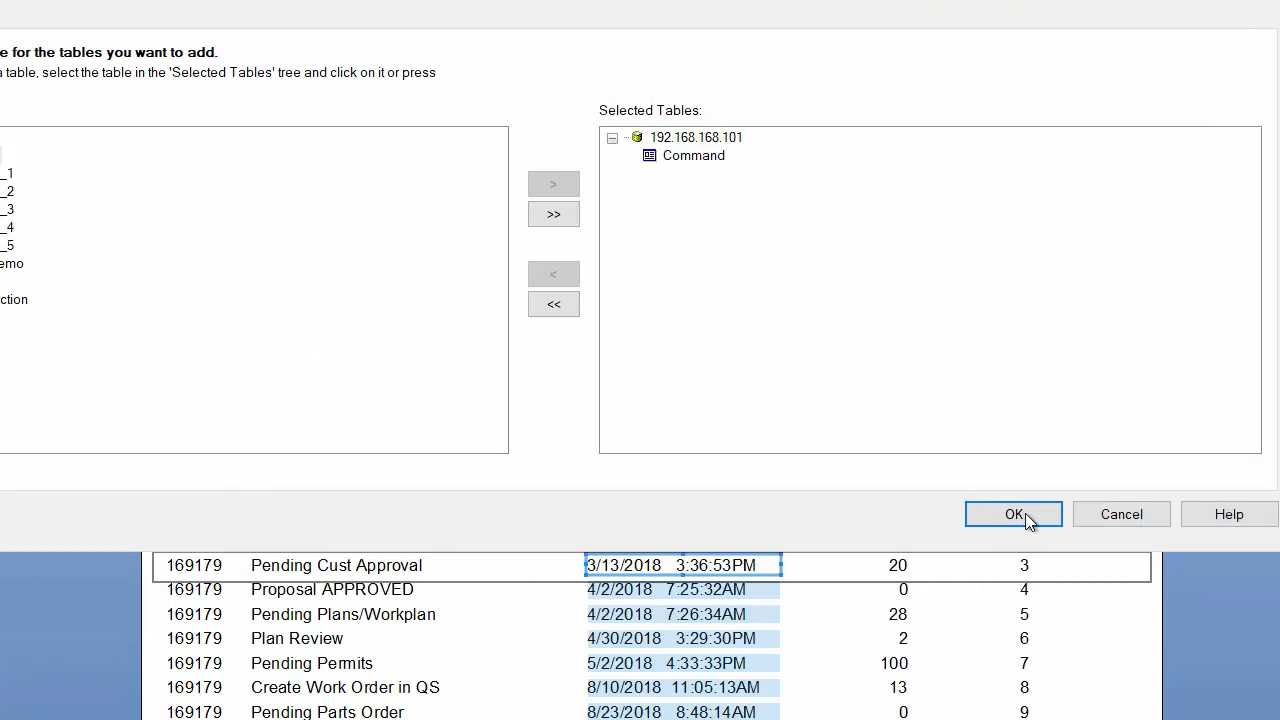 e for the tables you want to add.
a table, select the table in the 'Selected Tables' tree and click on it or press
Selected Tables:
192.168.168.101
Command
_1
_2
_3
_4
_5
emo
ction
>
>>
<
<<
OK
Cancel
Help
169179 Pending Cust Approval 3/13/2018 3:36:53PM 20 3
169179 Proposal APPROVED 4/2/2018 7:25:32AM 0 4
169179 Pending Plans/Workplan 4/2/2018 7:26:34AM 28 5
169179 Plan Review 4/30/2018 3:29:30PM 2 6
169179 Pending Permits 5/2/2018 4:33:33PM 100 7
169179 Create Work Order in QS 8/10/2018 11:05:13AM 13 8
169179 Pending Parts Order 8/23/2018 8:48:14AM 0 9